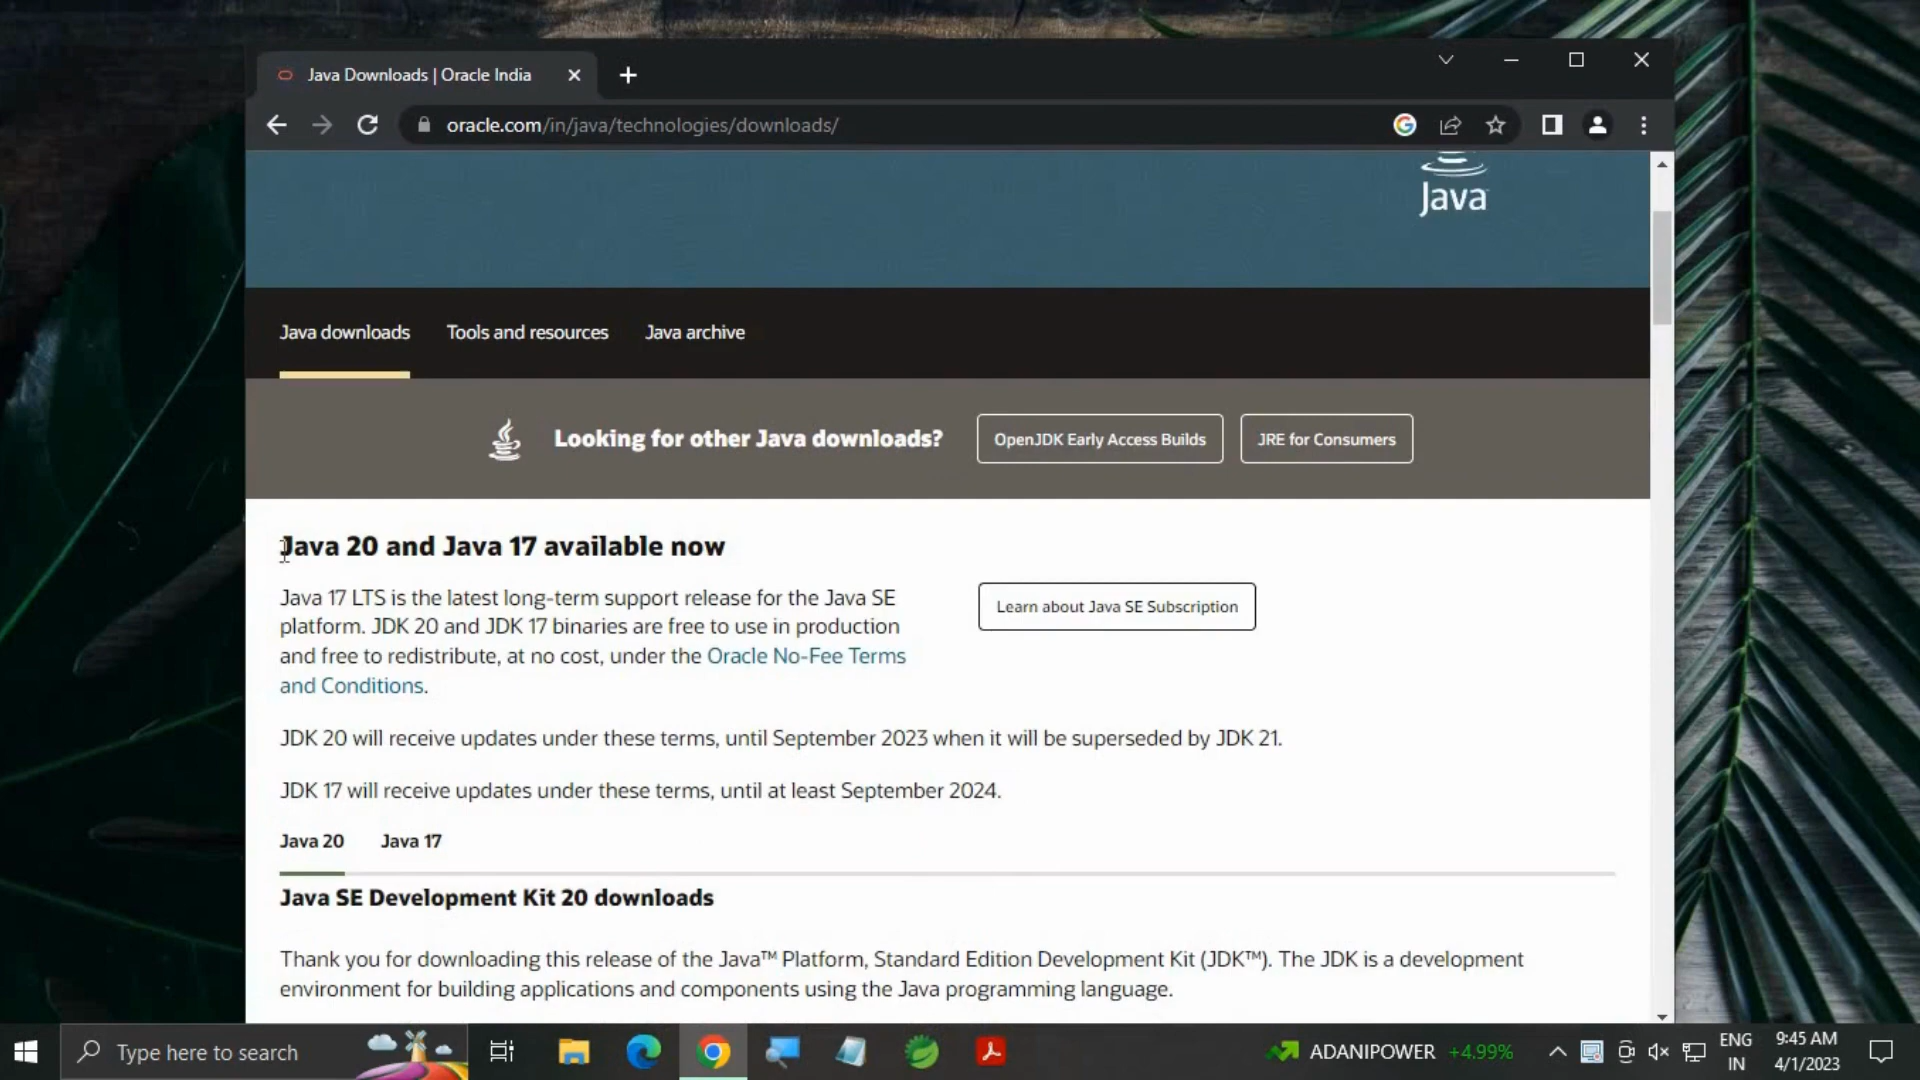 Java Downloads | Oracle India
oracle.com/in/java/technologies/downloads/
Java
Java downloads
Tools and resources
Java archive
Looking for other Java downloads?
OpenJDK Early Access Builds
JRE for Consumers
Java 20 and Java 17 available now
Java 17 LTS is the latest long-term support release for the Java SE
platform. JDK 20 and JDK 17 binaries are free to use in production
and free to redistribute, at no cost, under the Oracle No-Fee Terms
and Conditions.
Learn about Java SE Subscription
JDK 20 will receive updates under these terms, until September 2023 when it will be superseded by JDK 21.
JDK 17 will receive updates under these terms, until at least September 2024.
Java 20
Java 17
Java SE Development Kit 20 downloads
Thank you for downloading this release of the Java™ Platform, Standard Edition Development Kit (JDK™). The JDK is a development
environment for building applications and components using the Java programming language.
Type here to search
ADANIPOWER +4.99%
ENG
IN
9:45 AM
4/1/2023